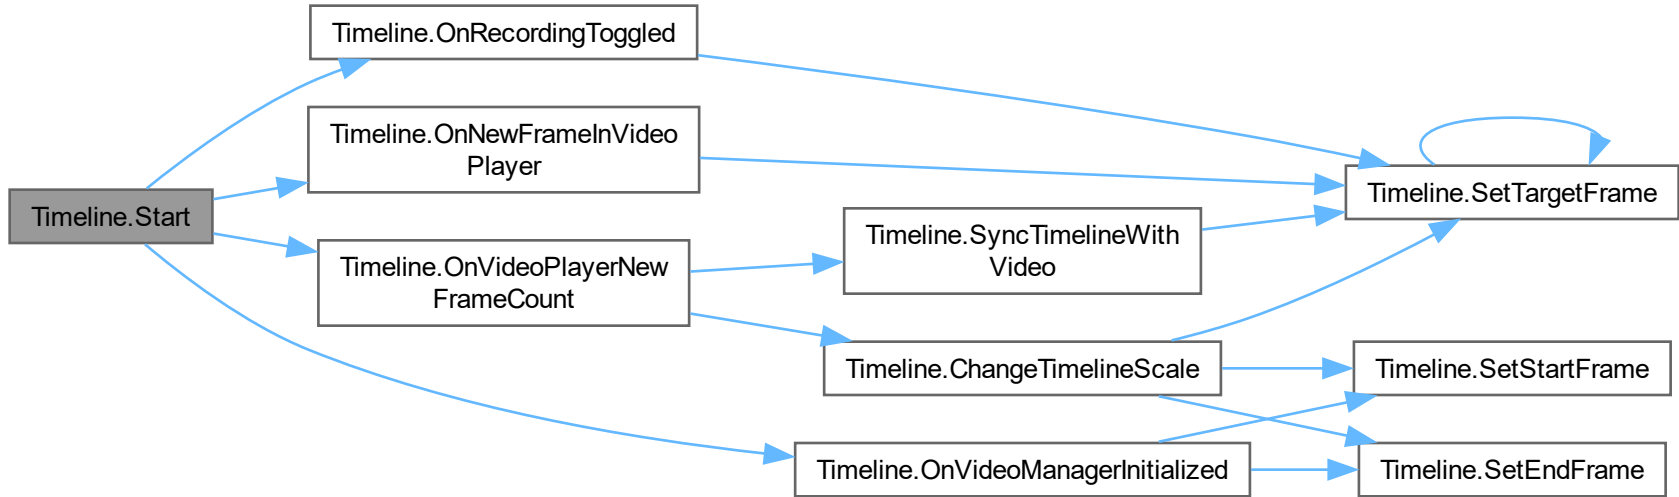 Timeline.Start
Timeline.OnRecordingToggled
Timeline.OnNewFrameInVideo
Player
Timeline.OnVideoPlayerNew
FrameCount
Timeline.SyncTimelineWith
Video
Timeline.ChangeTimelineScale
Timeline.OnVideoManagerInitialized
Timeline.SetTargetFrame
Timeline.SetStartFrame
Timeline.SetEndFrame